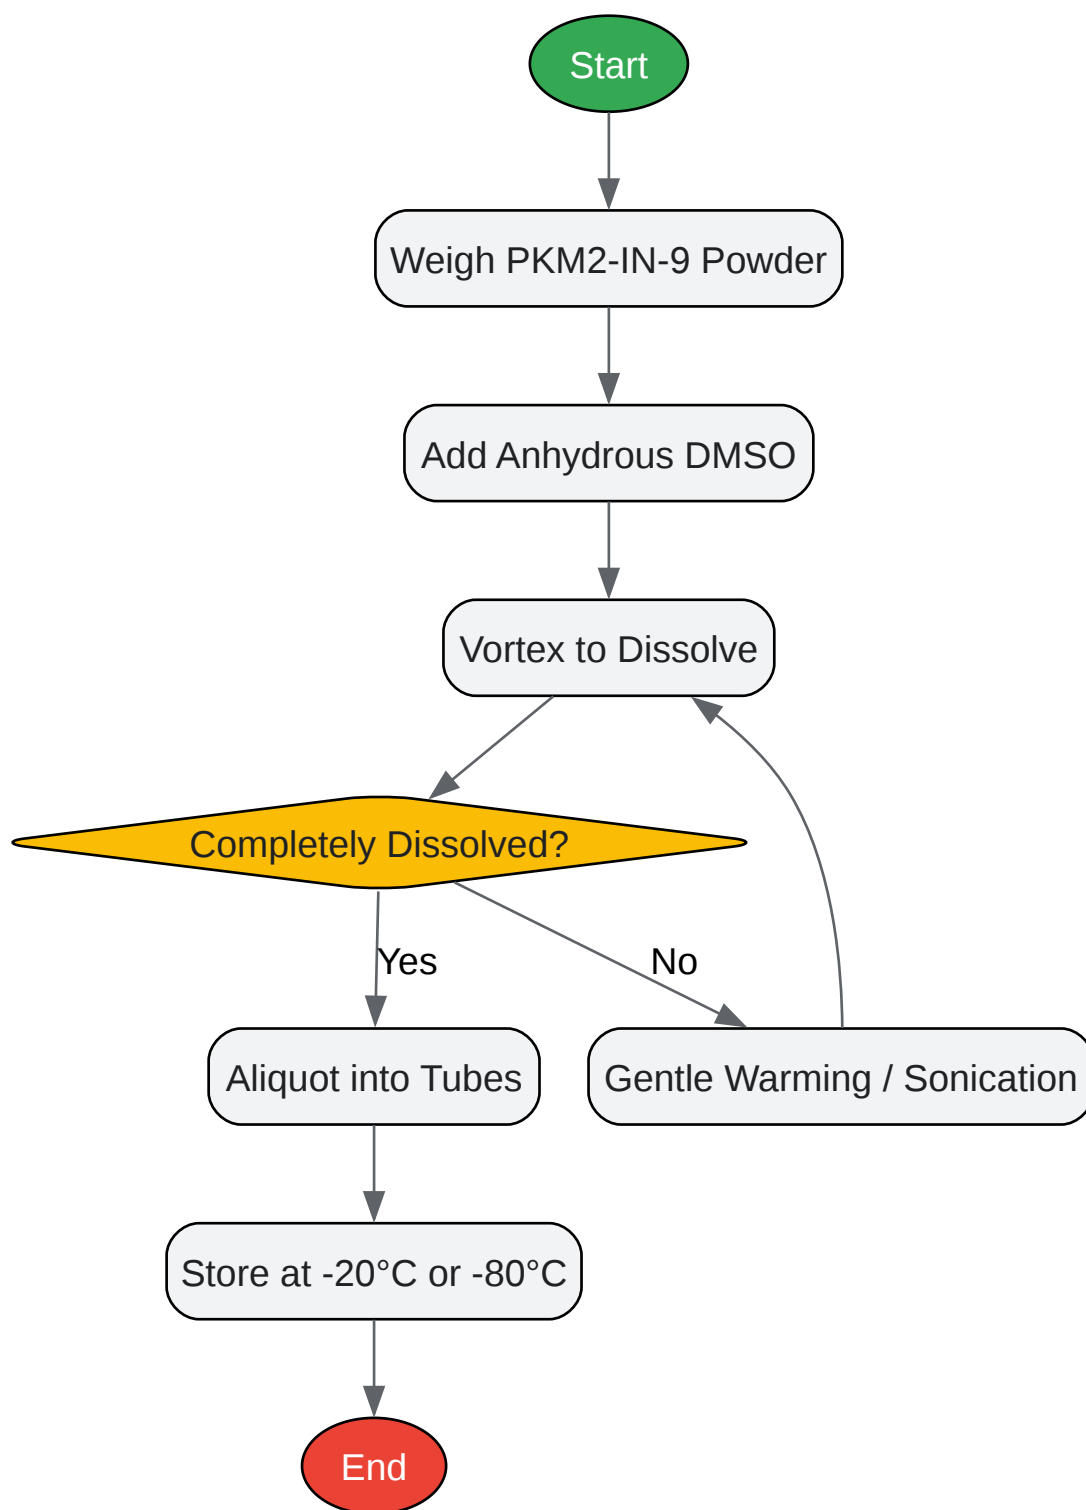 Start
Weigh PKM2-IN-9 Powder
Add Anhydrous DMSO
Vortex to Dissolve
Completely Dissolved?
Yes
No
Aliquot into Tubes
Gentle Warming / Sonication
Store at -20°C or -80°C
End